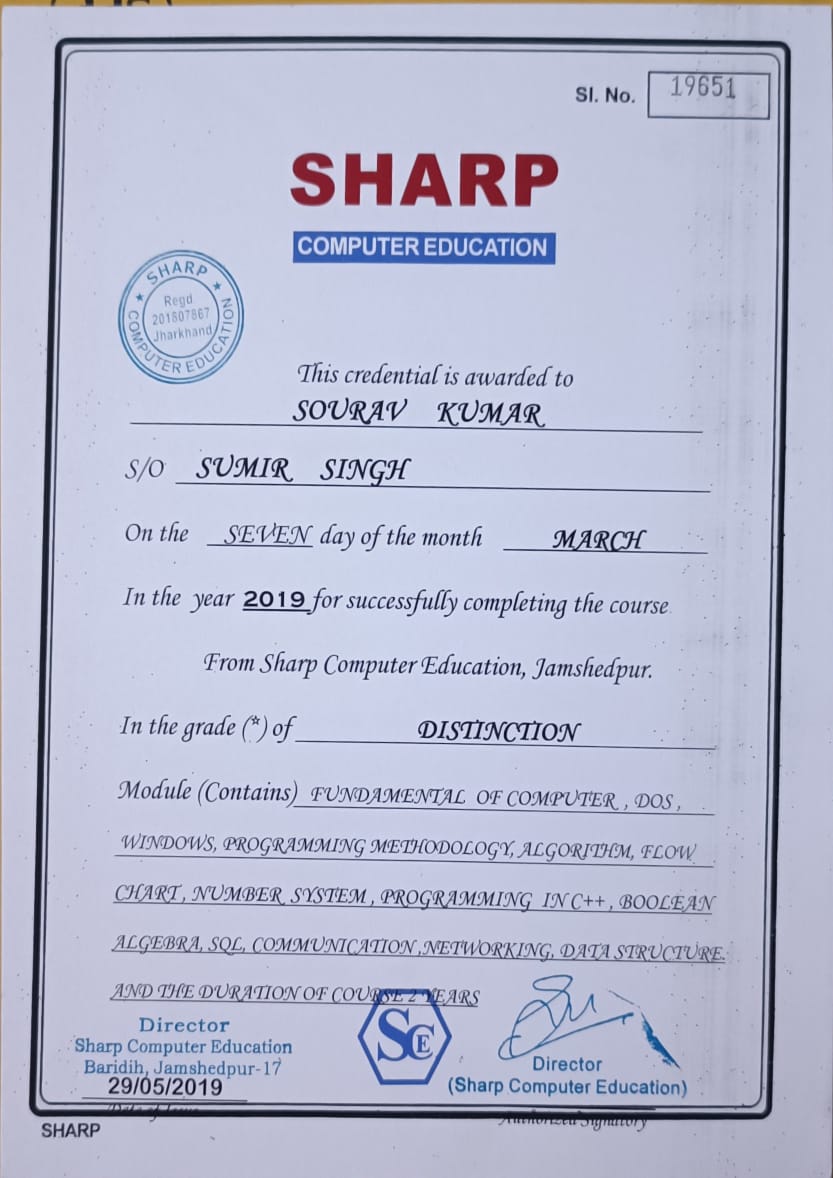 Sl. No. 19651
SHARP
COMPUTER EDUCATION
SHARP
COMPUTER EDUCATION
Regd
201807867
Jharkhand
This credential is awarded to
SOURAV KUMAR
S/O SUMIR SINGH
On the SEVEN day of the month MARCH
In the year 2019 for successfully completing the course
From Sharp Computer Education, Jamshedpur.
In the grade (*) of DISTINCTION
Module (Contains) FUNDAMENTAL OF COMPUTER , DOS ,
WINDOWS, PROGRAMMING METHODOLOGY, ALGORITHM, FLOW
CHART , NUMBER SYSTEM , PROGRAMMING IN C++ , BOOLEAN
ALGEBRA, SQL, COMMUNICATION ,NETWORKING, DATA STRUCTURE.
AND THE DURATION OF COURSE 2 YEARS
Director
Sharp Computer Education
Baridih, Jamshedpur-17
29/05/2019
Date of Issue
SCE
Director
(Sharp Computer Education)
Authorized Signatory
SHARP